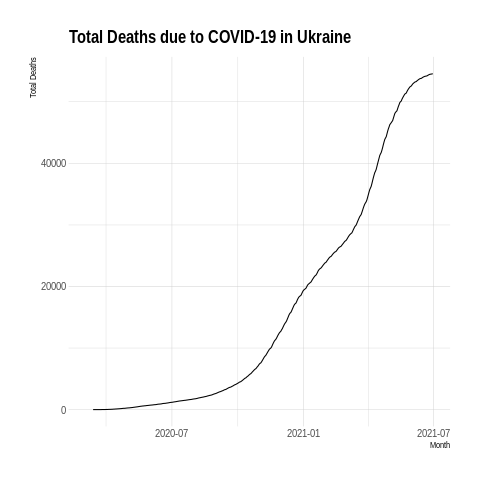 Total Deaths due to COVID-19 in Ukraine
Total Deaths
40000
20000
0
2020-07
2021-01
2021-07
Month